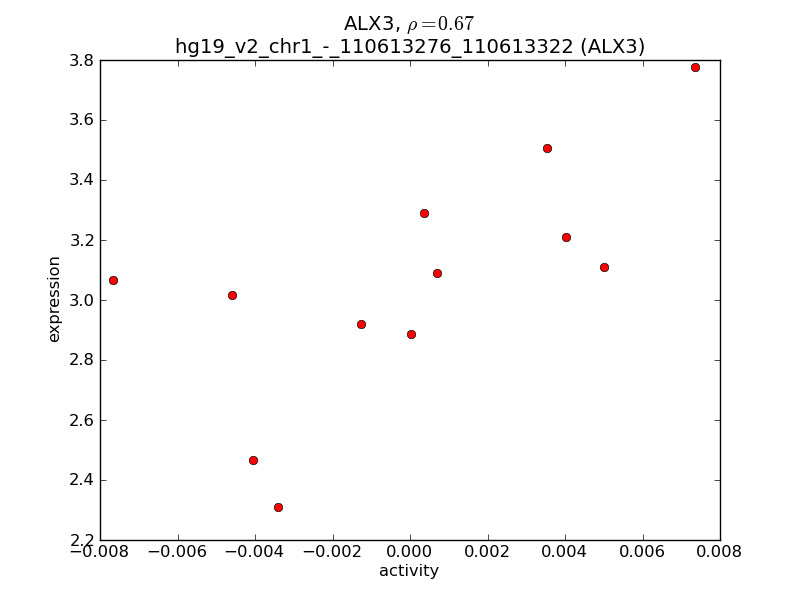 ALX3, ρ=0.67
hg19_v2_chr1_-_110613276_110613322 (ALX3)
3.8
3.6
3.4
3.2
3.0
2.8
2.6
2.4
2.2
expression
−0.008 −0.006 −0.004 −0.002 0.000 0.002 0.004 0.006 0.008
activity